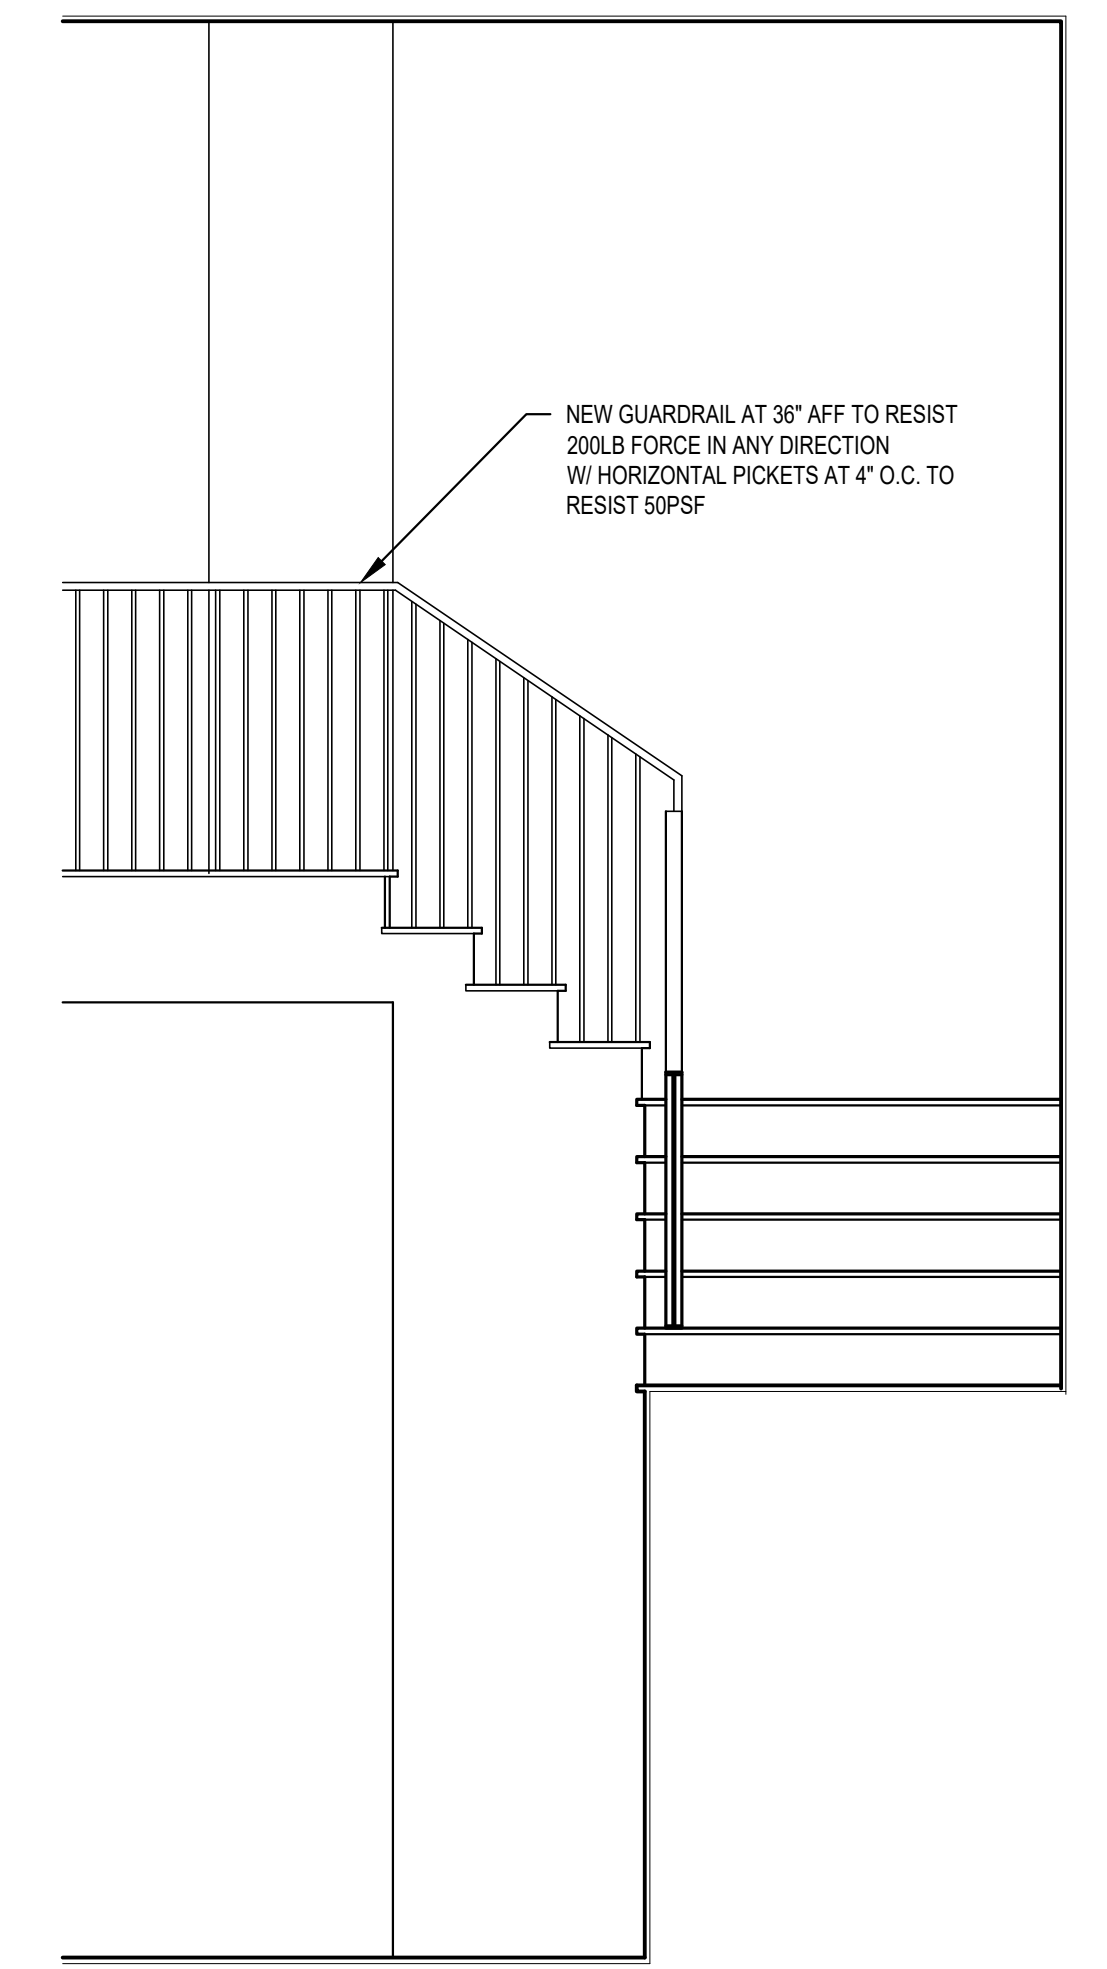 NEW GUARDRAIL AT 36" AFF TO RESIST
200LB FORCE IN ANY DIRECTION
W/ HORIZONTAL PICKETS AT 4" O.C. TO
RESIST 50PSF